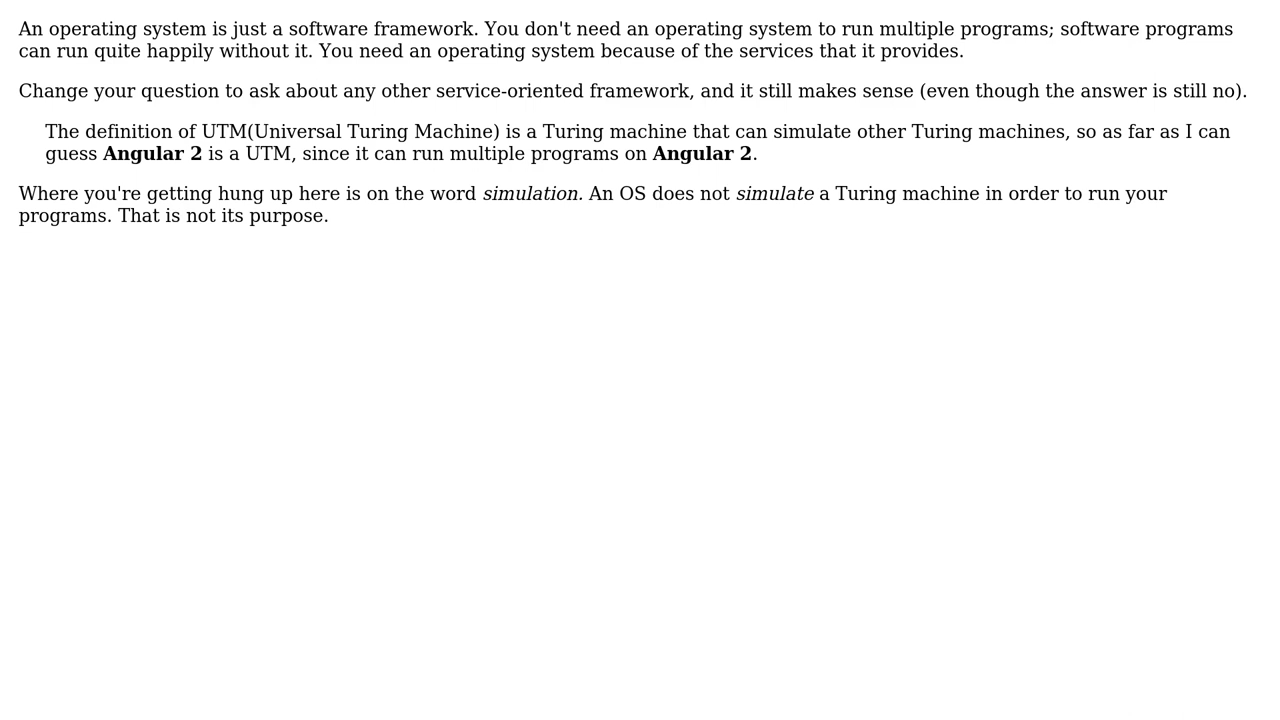 An operating system is just a software framework. You don't need an operating system to run multiple programs; software programs
can run quite happily without it. You need an operating system because of the services that it provides.
Change your question to ask about any other service-oriented framework, and it still makes sense (even though the answer is still no).
The definition of UTM(Universal Turing Machine) is a Turing machine that can simulate other Turing machines, so as far as I can
guess Angular 2 is a UTM, since it can run multiple programs on Angular 2.
Where you're getting hung up here is on the word simulation. An OS does not simulate a Turing machine in order to run your
programs. That is not its purpose.